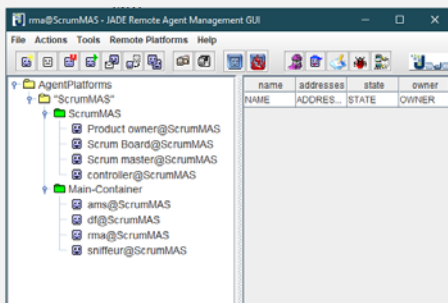 rma@ScrumMAS - JADE Remote Agent Management GUI
File Actions Tools Remote Platforms Help
AgentPlatforms
"ScrumMAS"
ScrumMAS
Product owner@ScrumMAS
Scrum Board@ScrumMAS
Scrum master@ScrumMAS
controller@ScrumMAS
Main-Container
ams@ScrumMAS
df@ScrumMAS
rma@ScrumMAS
sniffeur@ScrumMAS
name addresses state owner
NAME ADDRES... STATE OWNER